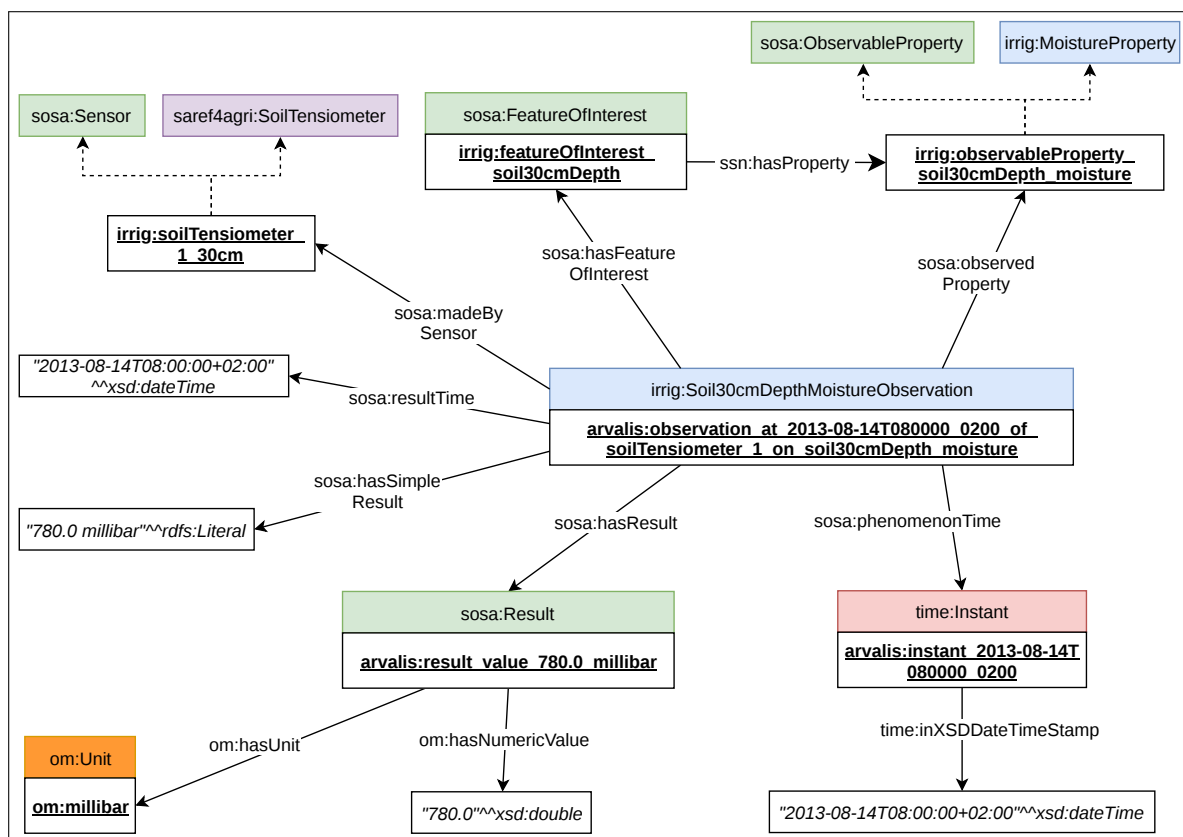 sosa:ObservableProperty
irrig:MoistureProperty
sosa:Sensor
saref4agri:SoilTensiometer
sosa:FeatureOfInterest
irrig:featureOfInterest_
soil30cmDepth
ssn:hasProperty
irrig:observableProperty_
soil30cmDepth_moisture
irrig:soilTensiometer_
1_30cm
sosa:hasFeature
OfInterest
sosa:observed
Property
sosa:madeBy
Sensor
"2013-08-14T08:00:00+02:00"
^^xsd:dateTime
sosa:resultTime
irrig:Soil30cmDepthMoistureObservation
arvalis:observation_at_2013-08-14T080000_0200_of_
soilTensiometer_1_on_soil30cmDepth_moisture
sosa:hasSimple
Result
"780.0 millibar"^^rdfs:Literal
sosa:hasResult
sosa:phenomenonTime
sosa:Result
arvalis:result_value_780.0_millibar
time:Instant
arvalis:instant_2013-08-14T
080000_0200
om:hasUnit
om:hasNumericValue
time:inXSDDateTimeStamp
om:Unit
om:millibar
"780.0"^^xsd:double
"2013-08-14T08:00:00+02:00"^^xsd:dateTime